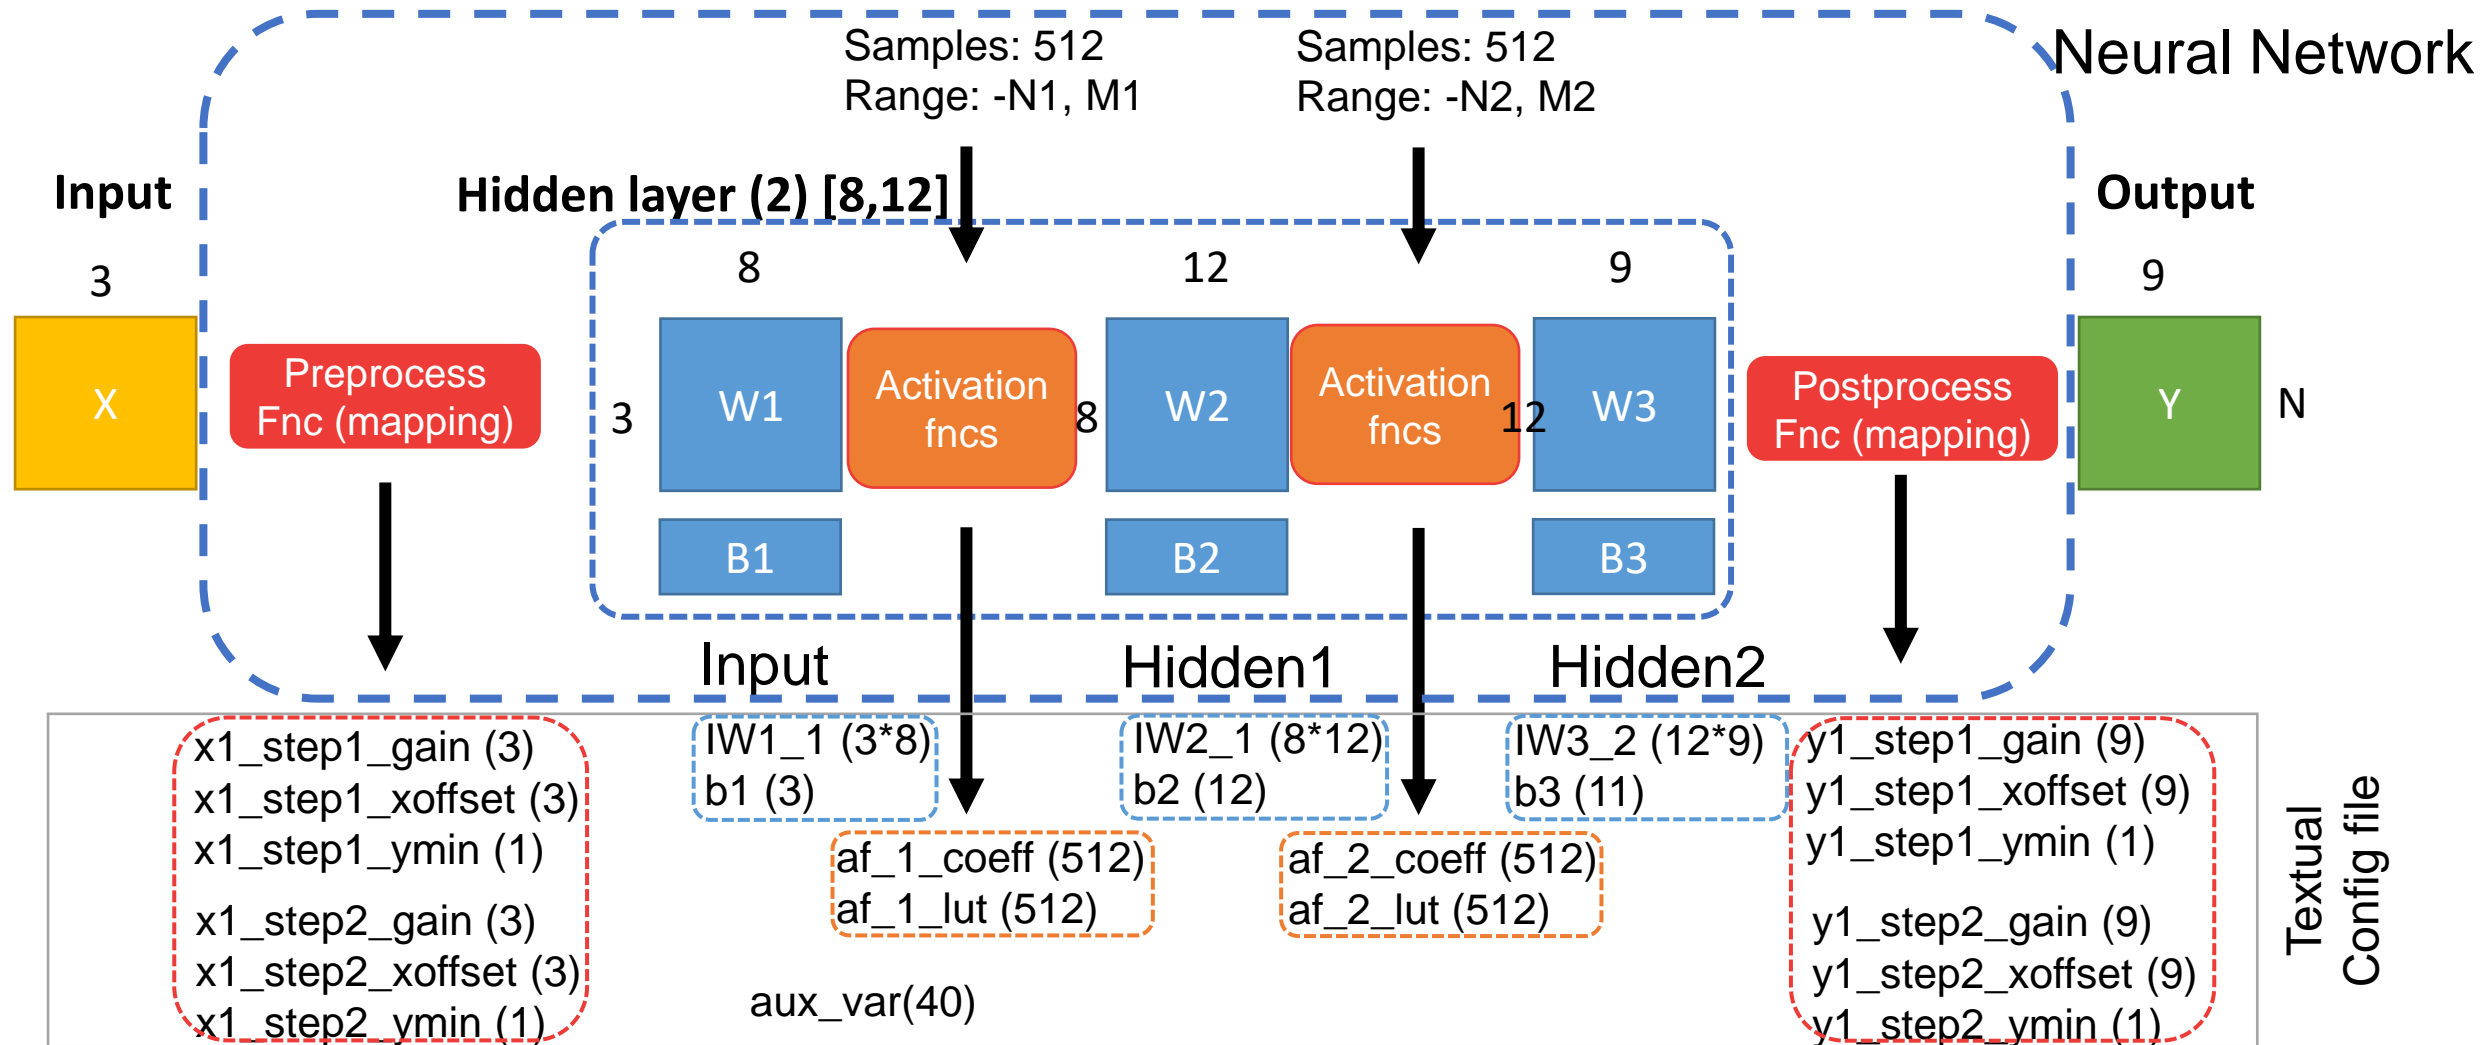 Neural Network
Samples: 512
Range: -N1, M1
Samples: 512
Range: -N2, M2
Input
Hidden layer (2) [8,12]
Output
3
8
12
9
9
X
Preprocess
Fnc (mapping)
3
W1
Activation
fncs
8
W2
Activation
fncs
12
W3
Postprocess
Fnc (mapping)
Y
N
B1
B2
B3
Input
Hidden1
Hidden2
x1_step1_gain (3)
x1_step1_xoffset (3)
x1_step1_ymin (1)
x1_step2_gain (3)
x1_step2_xoffset (3)
x1_step2_ymin (1)
IW1_1 (3*8)
b1 (3)
af_1_coeff (512)
af_1_lut (512)
aux_var(40)
IW2_1 (8*12)
b2 (12)
af_2_coeff (512)
af_2_lut (512)
IW3_2 (12*9)
b3 (11)
y1_step1_gain (9)
y1_step1_xoffset (9)
y1_step1_ymin (1)
y1_step2_gain (9)
y1_step2_xoffset (9)
y1_step2_ymin (1)
Textual
Config file